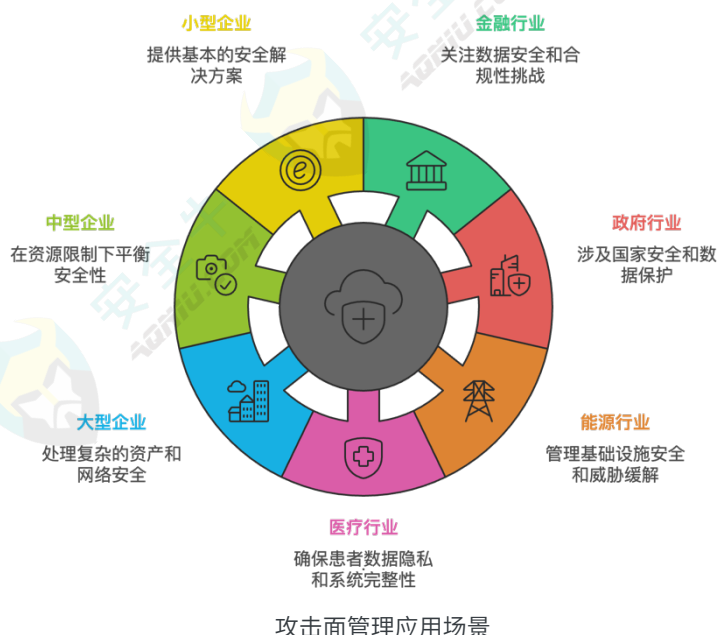 小型企业
提供基本的安全解
决方案
金融行业
关注数据安全和合
规性挑战
中型企业
在资源限制下平衡
安全性
政府行业
涉及国家安全和数
据保护
大型企业
处理复杂的资产和
网络安全
能源行业
管理基础设施安全
和威胁缓解
医疗行业
确保患者数据隐私
和系统完整性
攻击面管理应用场景
安全牛
aqniu.com